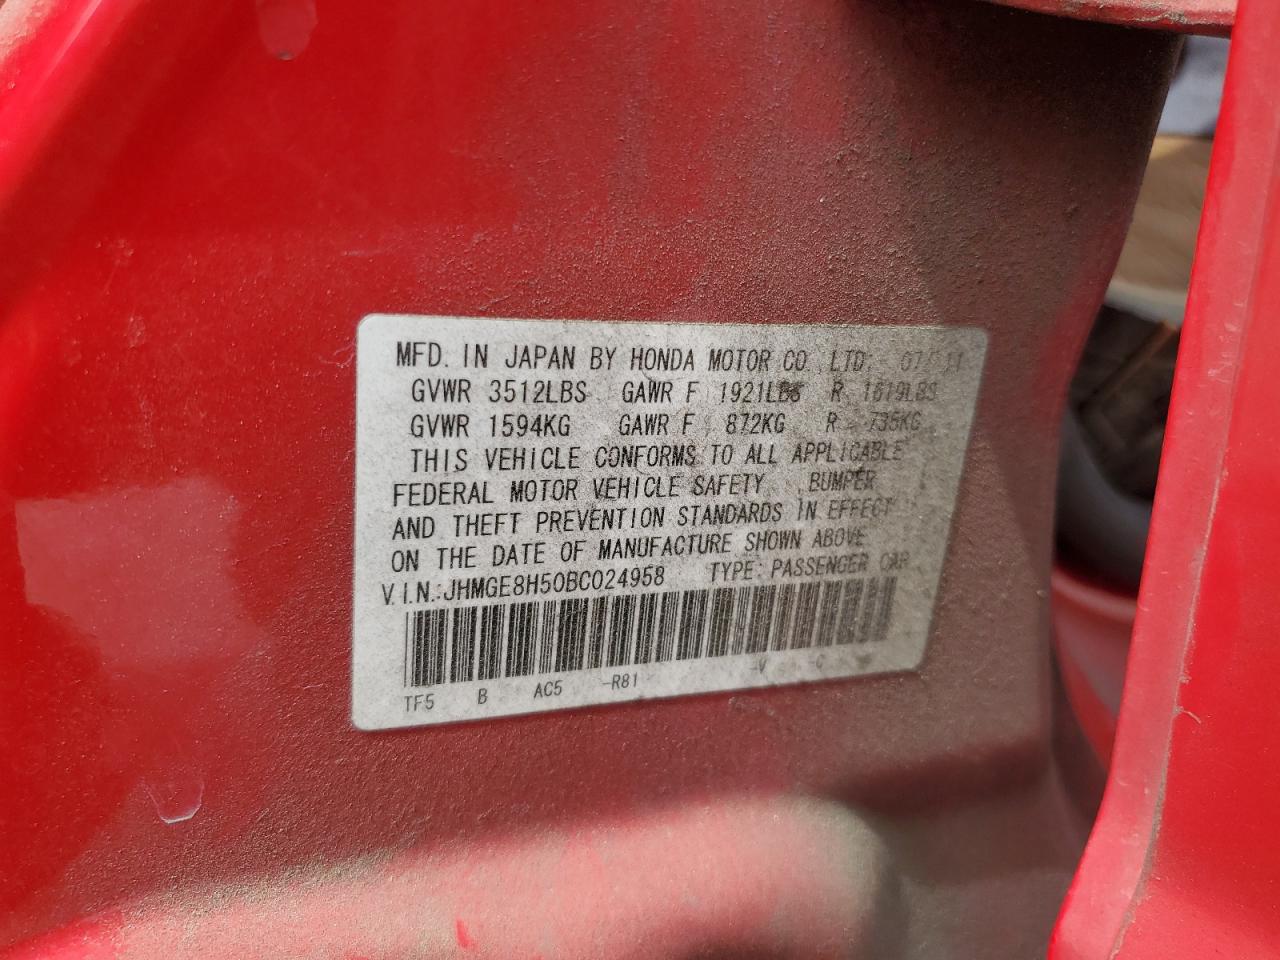 MFD. IN JAPAN BY HONDA MOTOR CO. LTD.
GVWR 3512LBS GAWR F 1921LBS R 1619LBS
GVWR 1594KG GAWR F 872KG R 735KG
THIS VEHICLE CONFORMS TO ALL APPLICABLE
FEDERAL MOTOR VEHICLE SAFETY, BUMPER
AND THEFT PREVENTION STANDARDS IN EFFECT
ON THE DATE OF MANUFACTURE SHOWN ABOVE
V.I.N.:JHMGE8H50BC024958 TYPE: PASSENGER CAR
TF5 B AC5 -R81 -V -C